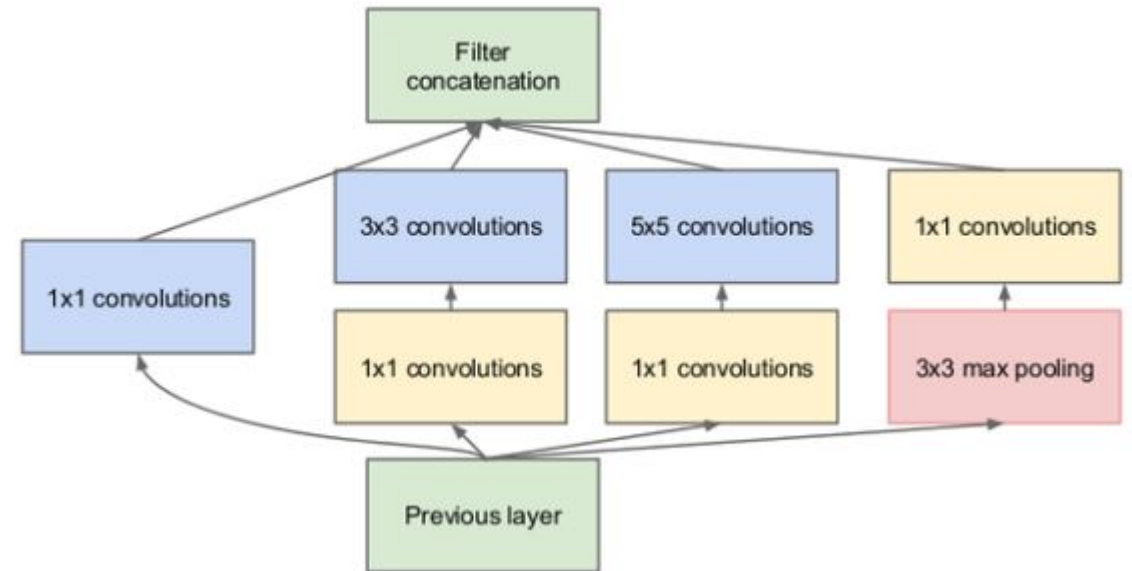 Filter
concatenation
3x3 convolutions
5x5 convolutions
1x1 convolutions
1x1 convolutions
1x1 convolutions
1x1 convolutions
3x3 max pooling
Previous layer